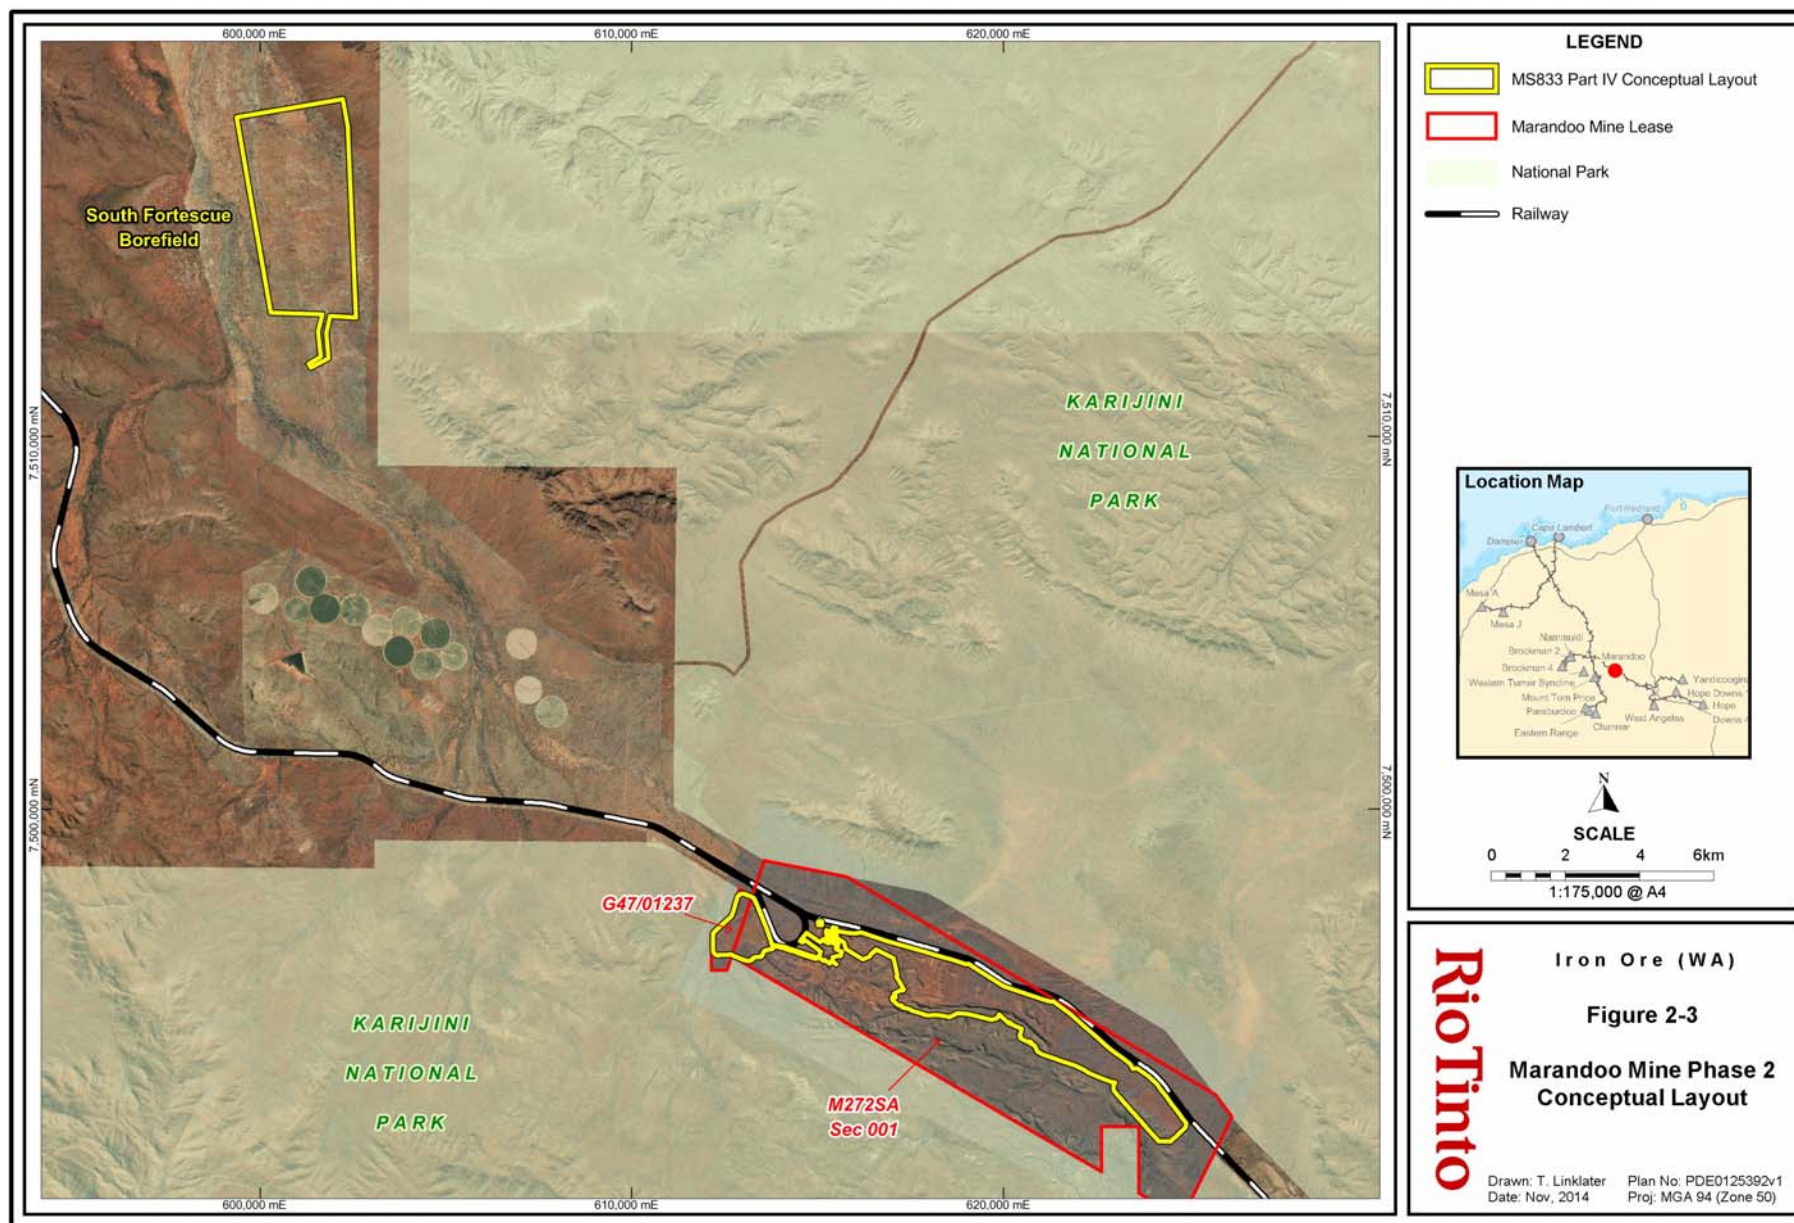 600,000 mE
610,000 mE
620,000 mE
7,510,000 mN
7,500,000 mN
South Fortescue
Borefield
KARIJINI
NATIONAL
PARK
G47/01237
KARIJINI
NATIONAL
PARK
M272SA
Sec 001
7,510,000 mN
7,500,000 mN
600,000 mE
610,000 mE
620,000 mE
LEGEND
MS833 Part IV Conceptual Layout
Marandoo Mine Lease
National Park
Railway
Location Map
Port Hedland
Cape Lambert
Dampier
Mesa A
Mesa J
Nammuldi
Brockman 2
Marandoo
Brockman 4
Western Turner Syncline
Yandicoogin
Mount Tom Price
Hope Downs
Paraburdoo
Hope
West Angelas
Downs 4
Channar
Eastern Range
N
SCALE
0 2 4 6km
1:175,000 @ A4
RioTinto
Iron Ore (WA)
Figure 2-3
Marandoo Mine Phase 2
Conceptual Layout
Drawn: T. Linklater
Plan No: PDE0125392v1
Date: Nov, 2014
Proj: MGA 94 (Zone 50)